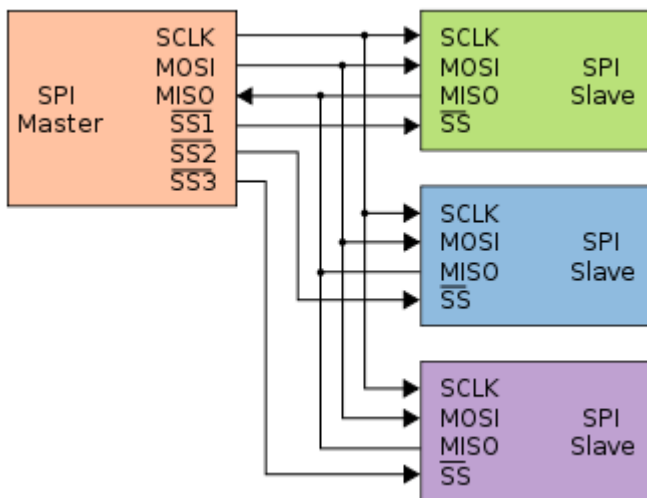 SPI
Master
SCLK
MOSI
MISO
SS1
SS2
SS3
SCLK
MOSI
MISO
SS
SPI
Slave
SCLK
MOSI
MISO
SS
SPI
Slave
SCLK
MOSI
MISO
SS
SPI
Slave